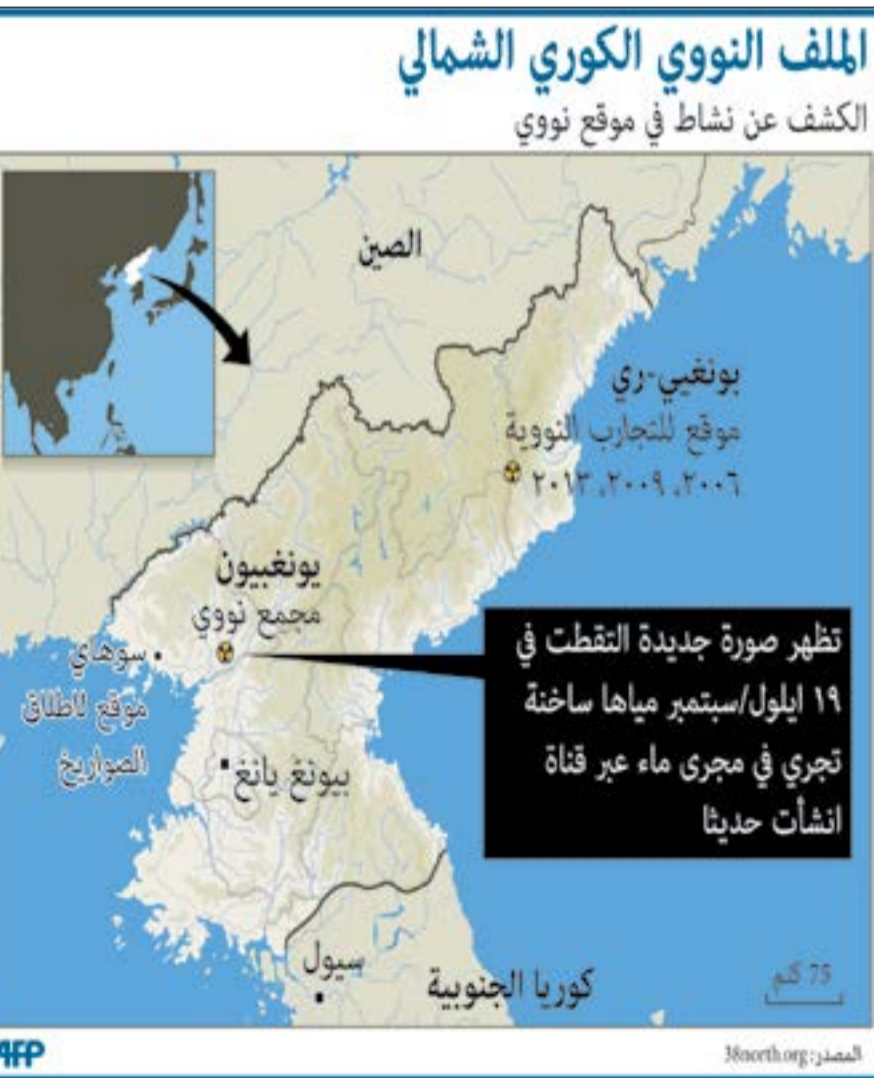 الملف النووي الكوري الشمالي
الكشف عن نشاط في موقع نووي
الصين
بونغيي-ري
موقع للتجارب النووية
٢٠٠٦، ٢٠٠٩، ٢٠١٣
يونغبيون
مجمع نووي
سوهاي
موقع لاطلاق
الصواريخ
تظهر صورة جديدة التقطت في
١٩ ايلول/سبتمبر مياها ساخنة
تجري في مجرى ماء عبر قناة
انشأت حديثا
بيونغ يانغ
سيول
كوريا الجنوبية
75 كلم
AFP
المصدر: 38north.org